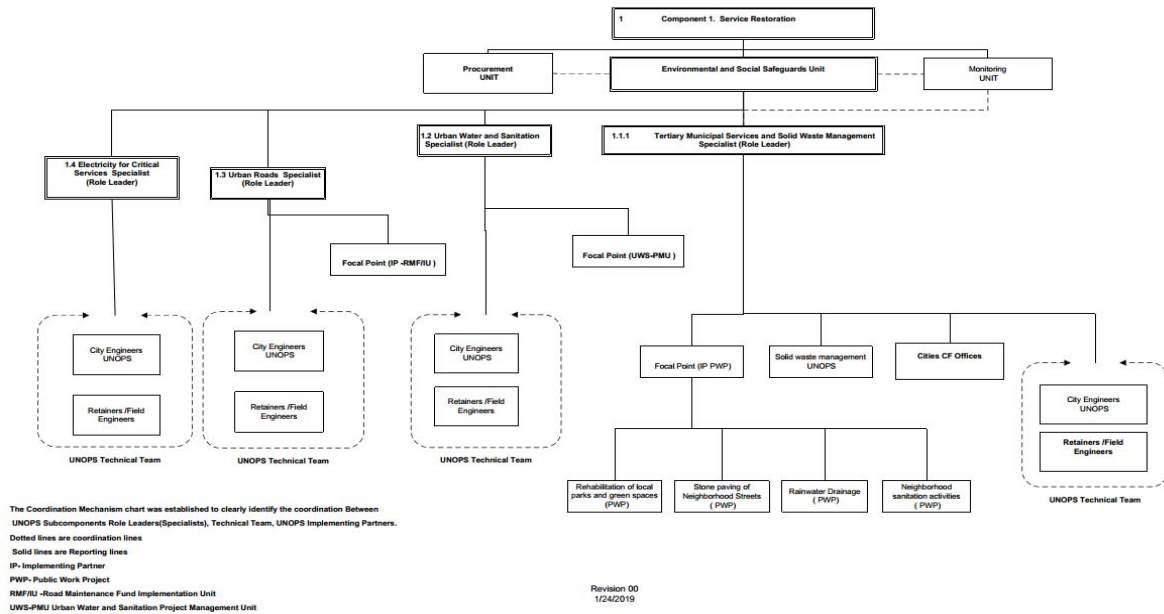 1 Component 1. Service Restoration
Procurement
UNIT
Environmental and Social Safeguards Unit
Monitoring
UNIT
1.4 Electricity for Critical
Services Specialist
(Role Leader)
1.3 Urban Roads Specialist
(Role Leader)
1.2 Urban Water and Sanitation
Specialist (Role Leader)
1.1.1 Tertiary Municipal Services and Solid Waste Management
Specialist (Role Leader)
Focal Point (IP -RMF/IU )
Focal Point (UWS-PMU )
City Engineers
UNOPS
Retainers /Field
Engineers
UNOPS Technical Team
City Engineers
UNOPS
Retainers /Field
Engineers
UNOPS Technical Team
City Engineers
UNOPS
Retainers /Field
Engineers
UNOPS Technical Team
Focal Point (IP PWP)
Solid waste management
UNOPS
Cities CF Offices
City Engineers
UNOPS
Retainers /Field
Engineers
UNOPS Technical Team
Rehabillitation of local
parks and green spaces
(PWP)
Stone paving of
Neighborhood Streets
( PWP)
Rainwater Drainage
( PWP)
Neighborhood
sanitation activities
( PWP)
The Coordination Mechanism chart was established to clearly identify the coordination Between
UNOPS Subcomponents Role Leaders(Specialists), Technical Team, UNOPS Implementing Partners.
Dotted lines are coordination lines
Solid lines are Reporting lines
IP- Implementing Partner
PWP- Public Work Project
RMF/IU -Road Maintenance Fund Implementation Unit
UWS-PMU Urban Water and Sanitation Project Management Unit
Revision 00
1/24/2019